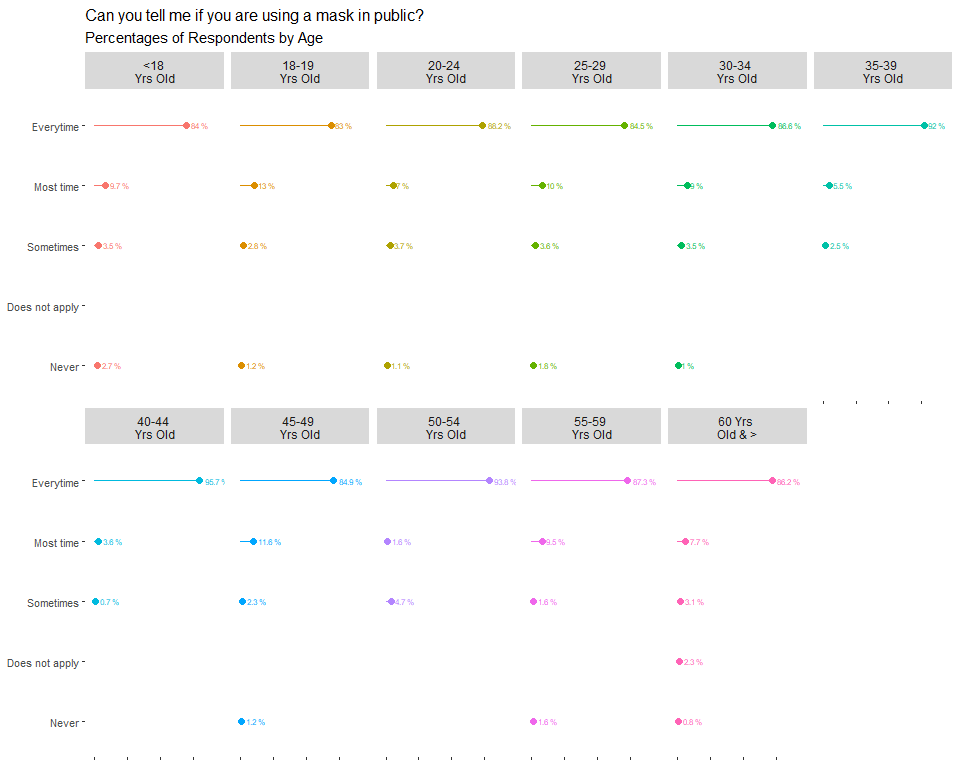 Can you tell me if you are using a mask in public?
Percentages of Respondents by Age
<18 Yrs Old
18-19 Yrs Old
20-24 Yrs Old
25-29 Yrs Old
30-34 Yrs Old
35-39 Yrs Old
Everytime
84 %
83 %
88.2 %
84.5 %
86.6 %
92 %
Most time
9.7 %
13 %
7 %
10 %
9 %
5.5 %
Sometimes
3.5 %
2.8 %
3.7 %
3.6 %
3.5 %
2.5 %
Does not apply
Never
2.7 %
1.2 %
1.1 %
1.8 %
1 %
40-44 Yrs Old
45-49 Yrs Old
50-54 Yrs Old
55-59 Yrs Old
60 Yrs Old & >
Everytime
95.7 %
84.9 %
93.8 %
87.3 %
86.2 %
Most time
3.6 %
11.6 %
1.6 %
9.5 %
7.7 %
Sometimes
0.7 %
2.3 %
4.7 %
1.6 %
3.1 %
Does not apply
2.3 %
Never
1.2 %
1.6 %
0.8 %